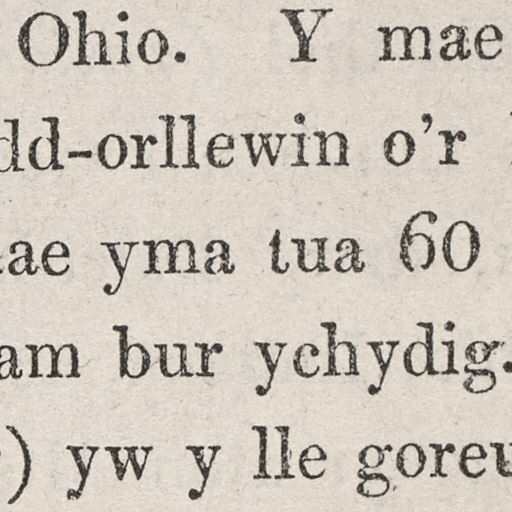 Ohio. Y mae
dd-orllewin o'r
ae yma tua 60
am bur ychydig.
) yw y lle goreu